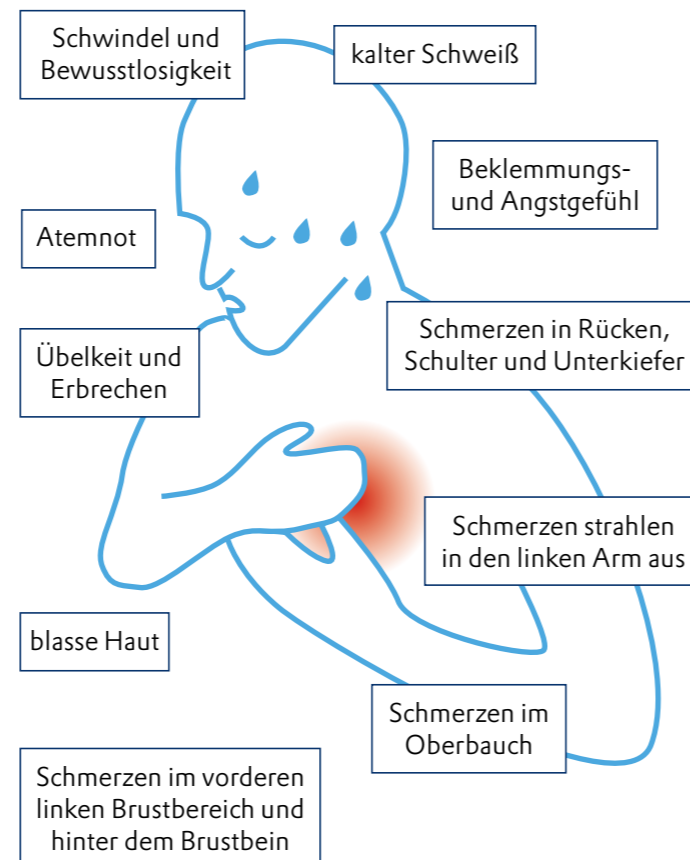 Schwindel und
Bewusstlosigkeit
kalter Schweiß
Beklemmungs-
und Angstgefühl
Atemnot
Schmerzen in Rücken,
Schulter und Unterkiefer
Übelkeit und
Erbrechen
Schmerzen strahlen
in den linken Arm aus
blasse Haut
Schmerzen im
Oberbauch
Schmerzen im vorderen
linken Brustbereich und
hinter dem Brustbein